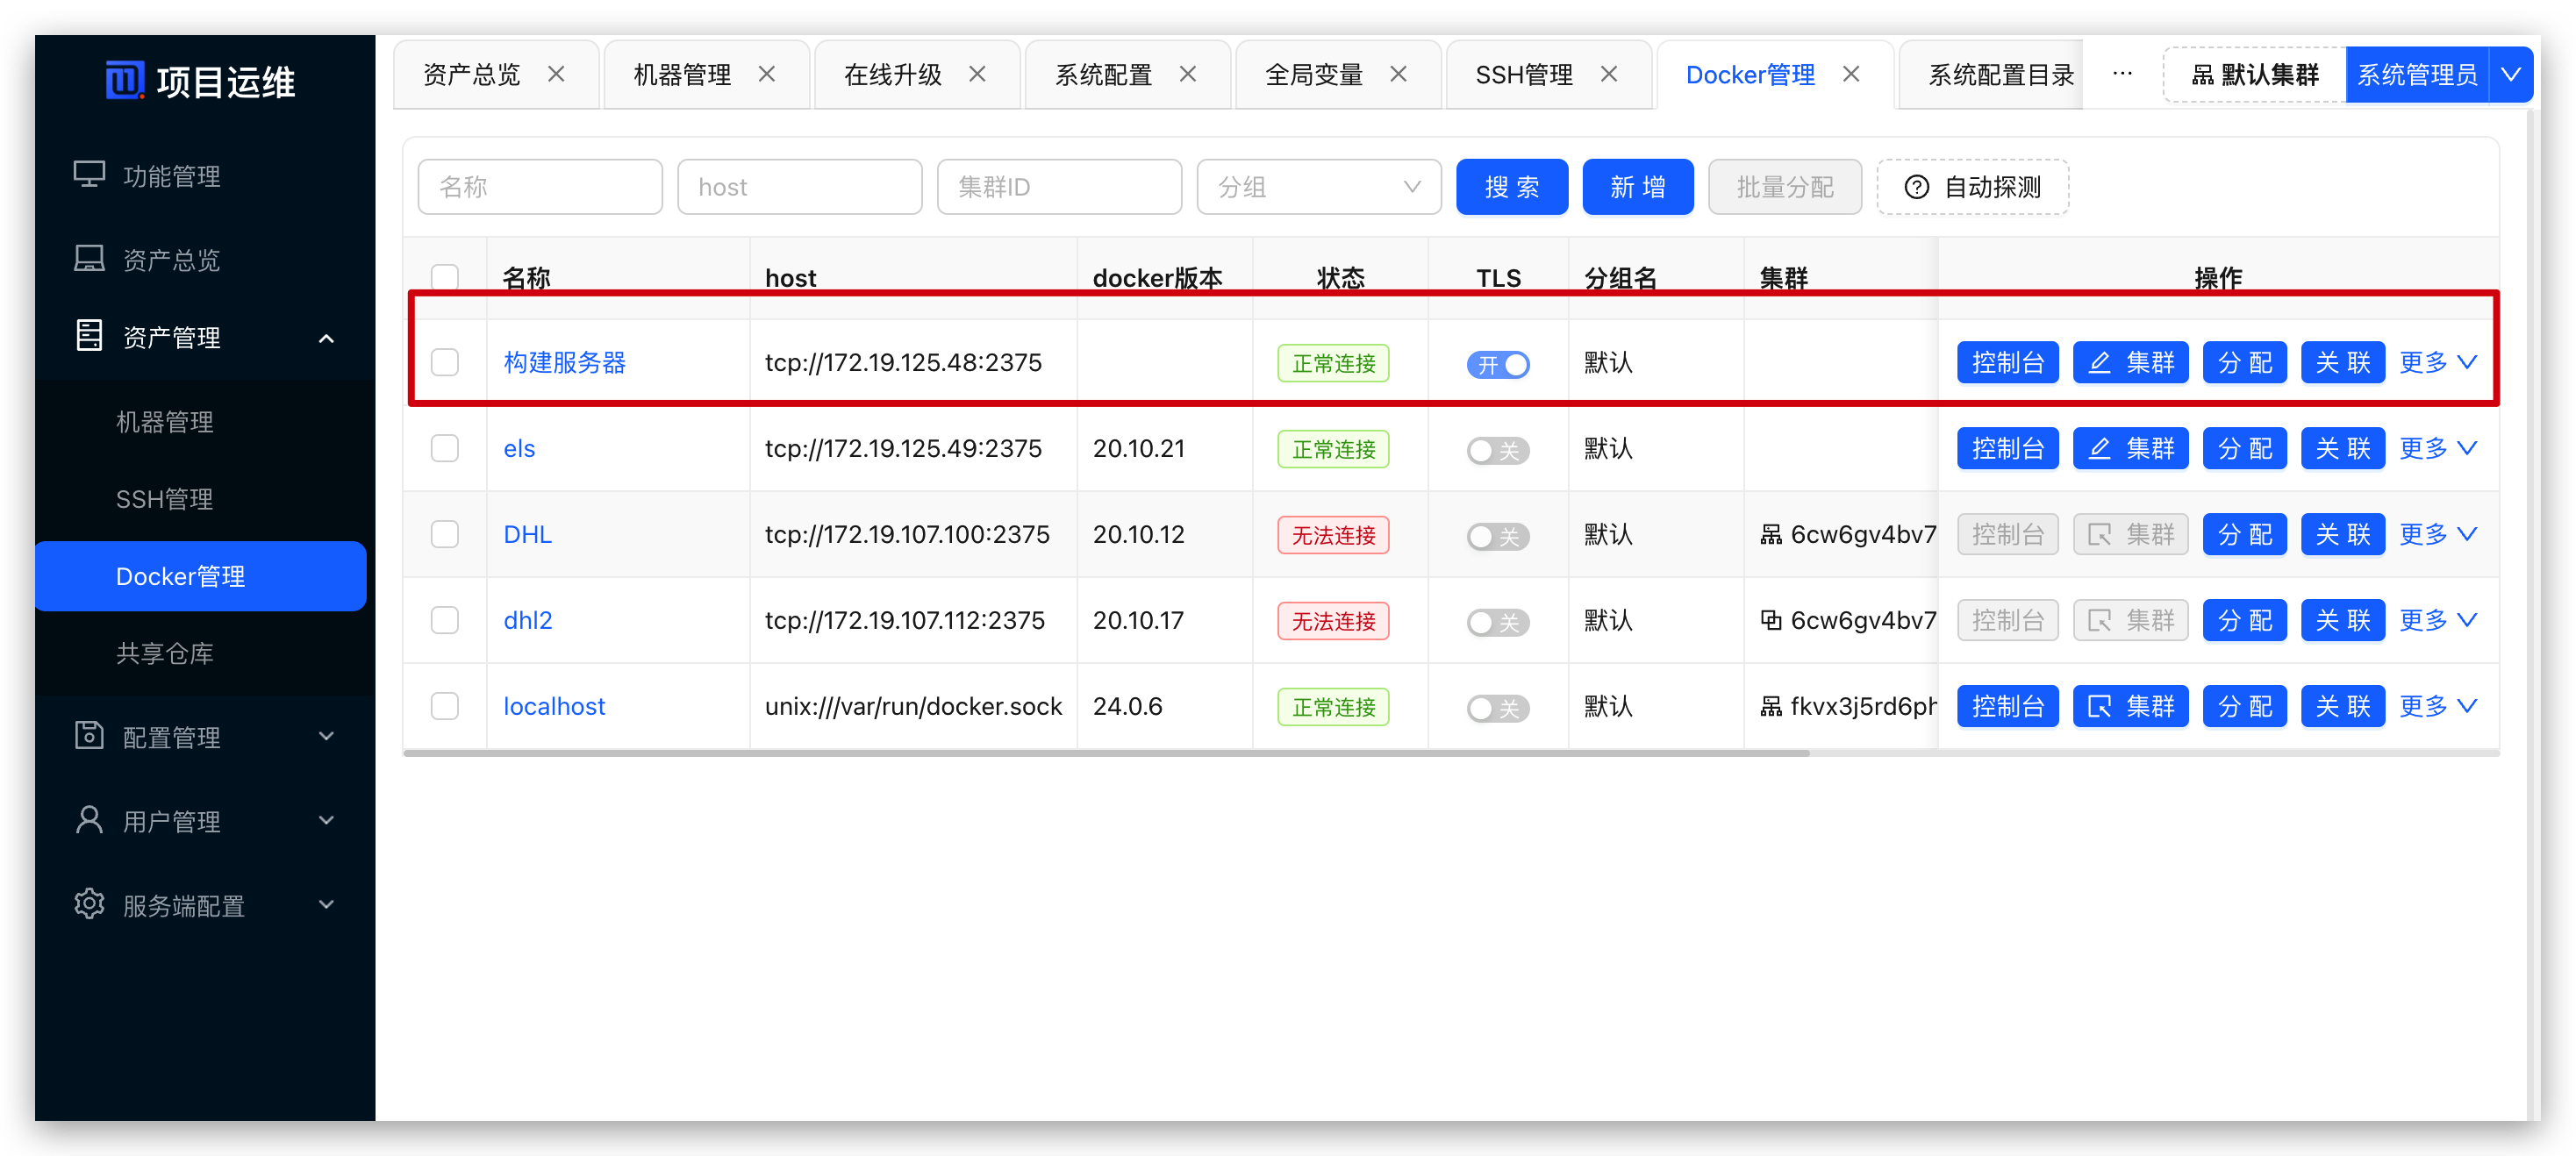 项目运维
功能管理
资产总览
资产管理
机器管理
SSH管理
Docker管理
共享仓库
配置管理
用户管理
服务端配置
资产总览 机器管理 在线升级 系统配置 全局变量 SSH管理 Docker管理 系统配置目录 ··· 默认集群 系统管理员
名称 host 集群ID 分组 搜 索 新 增 批量分配 自动探测
名称 host docker版本 状态 TLS 分组名 集群 操作
构建服务器 tcp://172.19.125.48:2375 正常连接 开 默认 控制台 集群 分 配 关 联 更多
els tcp://172.19.125.49:2375 20.10.21 正常连接 关 默认 控制台 集群 分 配 关 联 更多
DHL tcp://172.19.107.100:2375 20.10.12 无法连接 关 默认 6cw6gv4bv7 控制台 集群 分 配 关 联 更多
dhl2 tcp://172.19.107.112:2375 20.10.17 无法连接 关 默认 6cw6gv4bv7 控制台 集群 分 配 关 联 更多
localhost unix:///var/run/docker.sock 24.0.6 正常连接 关 默认 fkvx3j5rd6ph 控制台 集群 分 配 关 联 更多